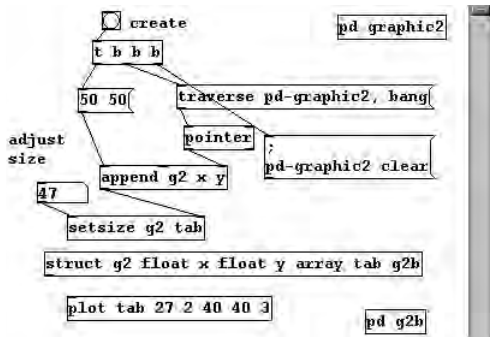 create
pd graphic2
t b b b
50 50
traverse pd-graphic2, bang
pointer
;
pd-graphic2 clear
adjust
size
append g2 x y
47
setsize g2 tab
struct g2 float x float y array tab g2b
plot tab 27 2 40 40 3
pd g2b